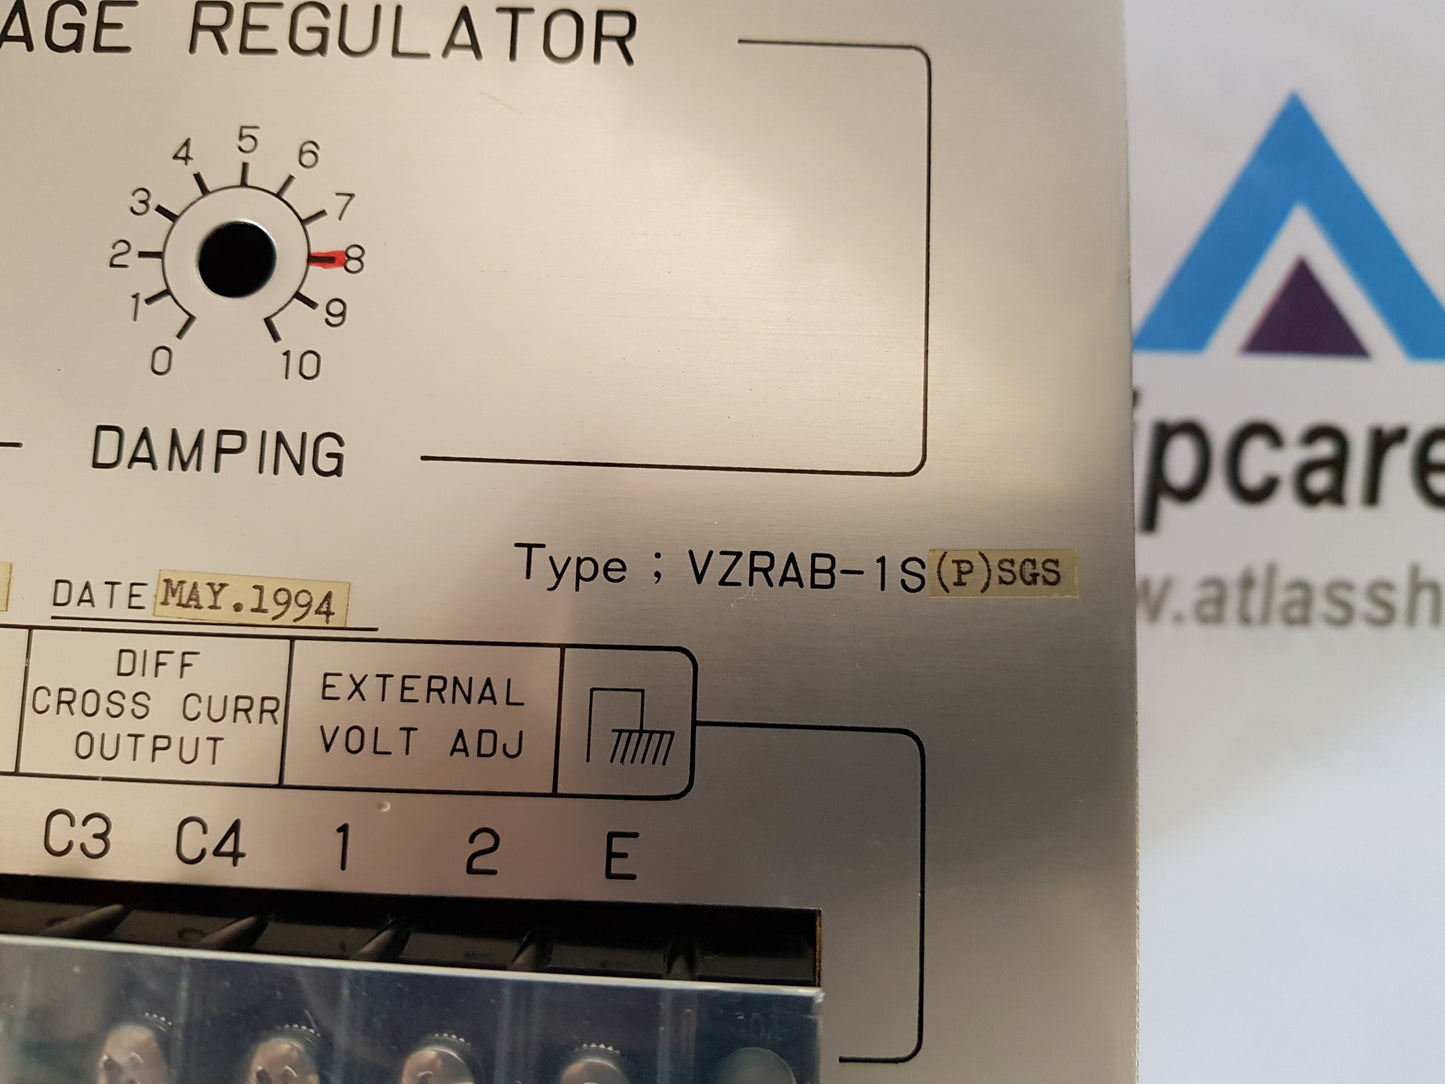 AGE REGULATOR
5
4 6
3 7
2 8
1 9
0 10
DAMPING
Type ; VZRAB-1S(P)SGS
DATE MAY.1994
DIFF
CROSS CURR
OUTPUT
EXTERNAL
VOLT ADJ
C3 C4 1 2 E
ipcare
w.atlassh